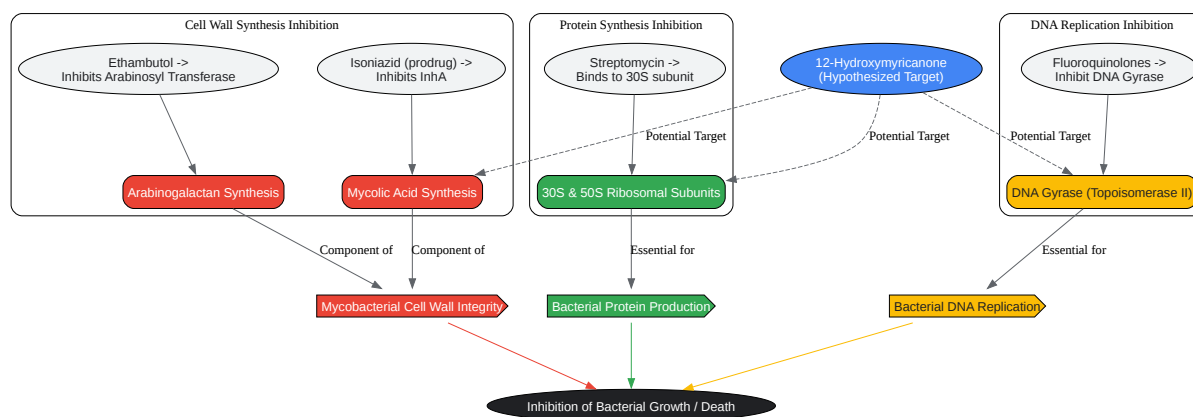 Cell Wall Synthesis Inhibition
Protein Synthesis Inhibition
DNA Replication Inhibition
Ethambutol ->
Inhibits Arabinosyl Transferase
Isoniazid (prodrug) ->
Inhibits InhA
Streptomycin ->
Binds to 30S subunit
12-Hydroxymyricanone
(Hypothesized Target)
Fluoroquinolones ->
Inhibit DNA Gyrase
Potential Target
Potential Target
Potential Target
Arabinogalactan Synthesis
Mycolic Acid Synthesis
30S & 50S Ribosomal Subunits
DNA Gyrase (Topoisomerase II)
Component of
Component of
Essential for
Essential for
Mycobacterial Cell Wall Integrity
Bacterial Protein Production
Bacterial DNA Replication
Inhibition of Bacterial Growth / Death